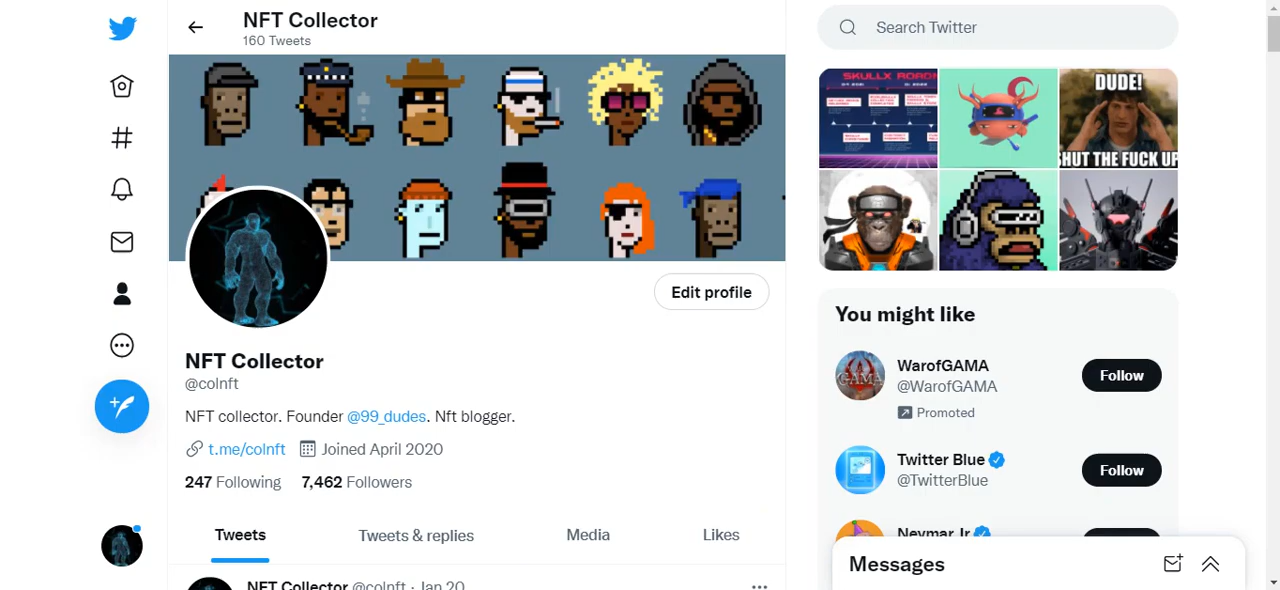 NFT Collector
160 Tweets
Search Twitter
SKULLX
DUDE!
SHUT THE FUCK UP
Edit profile
NFT Collector
@colnft
NFT collector. Founder @99_dudes. Nft blogger.
t.me/colnft Joined April 2020
247 Following 7,462 Followers
Tweets Tweets & replies Media Likes
NFT Collector @colnft · Jan 20
You might like
GAMA
WarofGAMA
@WarofGAMA
Promoted
Follow
Twitter Blue
@TwitterBlue
Follow
Neymar Jr
Messages